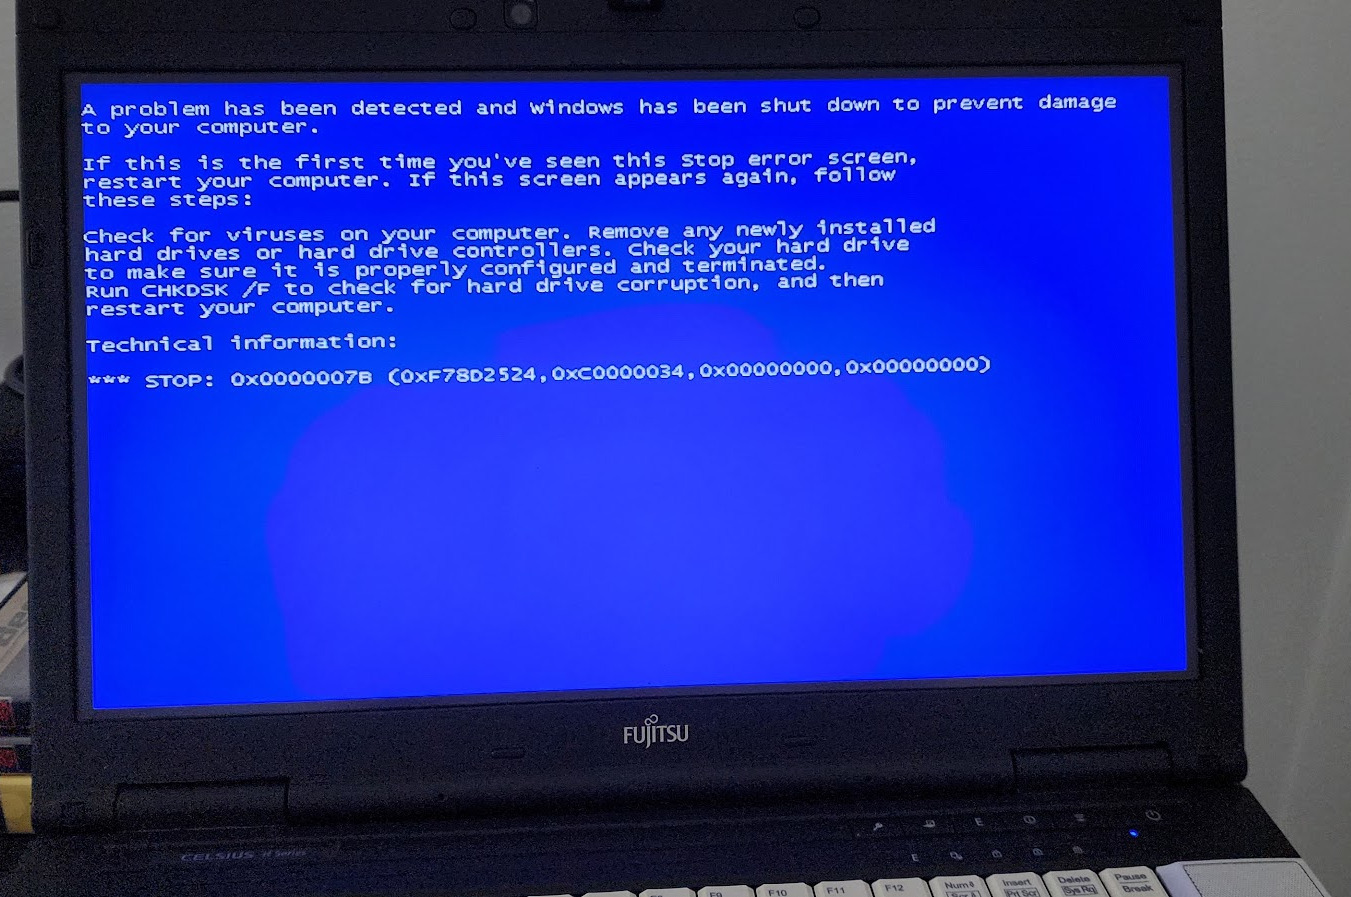 A problem has been detected and windows has been shut down to prevent damage
to your computer.
If this is the first time you've seen this Stop error screen,
restart your computer. If this screen appears again, follow
these steps:
Check for viruses on your computer. Remove any newly installed
hard drives or hard drive controllers. Check your hard drive
to make sure it is properly configured and terminated.
Run CHKDSK /F to check for hard drive corruption, and then
restart your computer.
Technical information:
*** STOP: 0x0000007B (0xF78D2524,0xC0000034,0x00000000,0x00000000)
FUJITSU
CELSIUS H Series
F9
F10
F11
F12
Num
Insert
Prt Scr
Delete
Sys Rq
Pause
Break